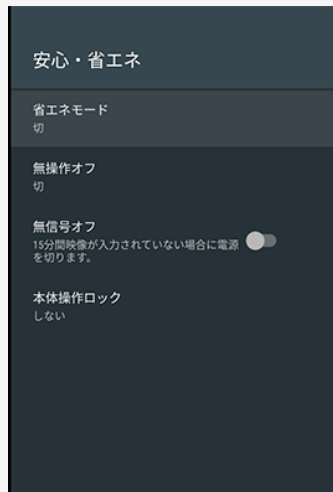 安心・省エネ
省エネモード
切
無操作オフ
切
無信号オフ
15分間映像が入力されていない場合に電源
を切ります。
本体操作ロック
しない